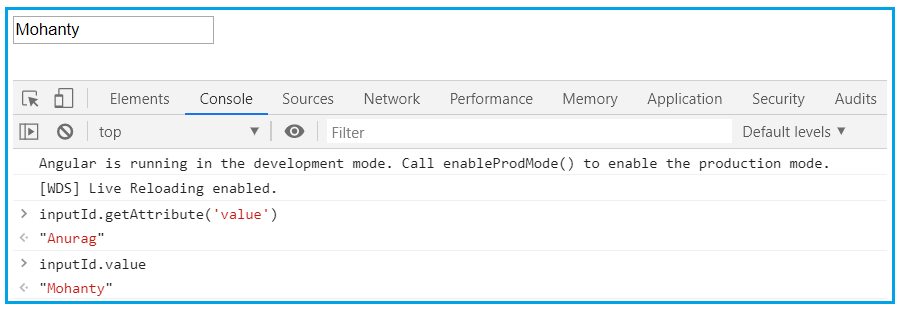 Mohanty
Elements Console Sources Network Performance Memory Application Security Audits
top ▼ Filter Default levels ▼
Angular is running in the development mode. Call enableProdMode() to enable the production mode.
[WDS] Live Reloading enabled.
> inputId.getAttribute('value')
<· "Anurag"
> inputId.value
<· "Mohanty"